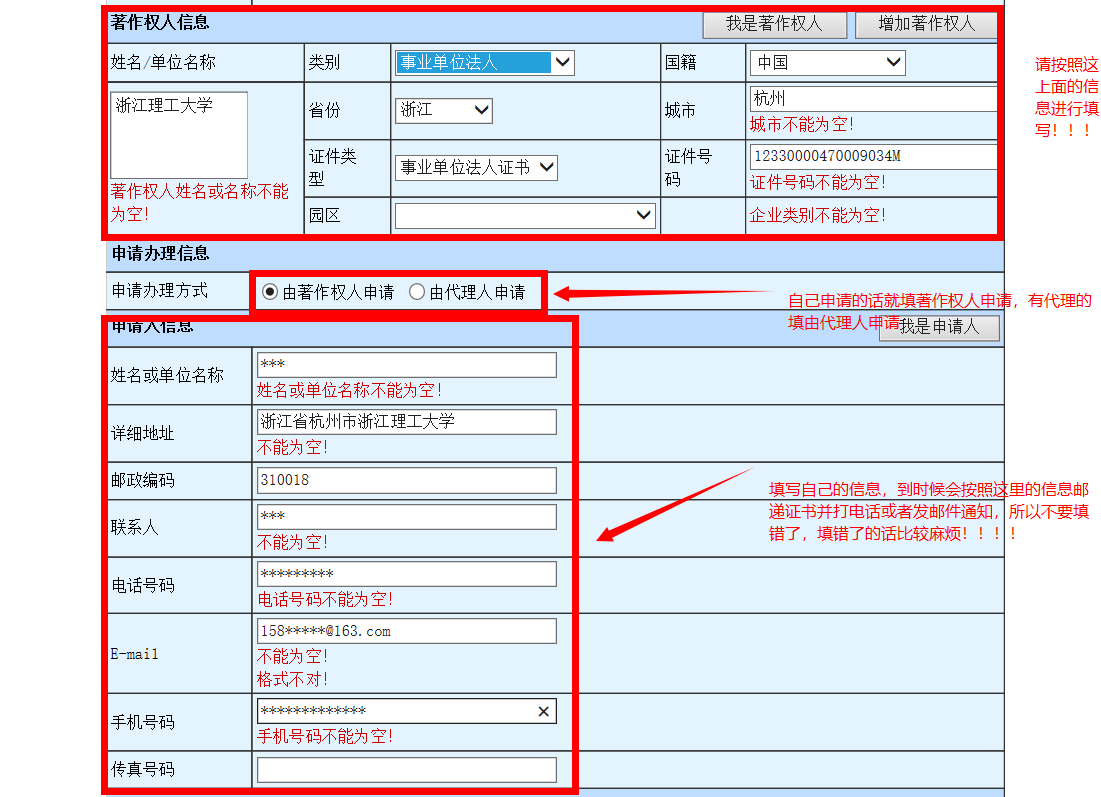 著作权人信息 我是著作权人 增加著作权人
姓名/单位名称 类别 事业单位法人 国籍 中国
浙江理工大学
著作权人姓名或名称不能
为空!
省份 浙江 城市 杭州
城市不能为空!
证件类
型 事业单位法人证书 证件号
码 12330000470009034M
证件号码不能为空!
园区 企业类别不能为空!
请按照这
上面的信
息进行填
写！！！
申请办理信息
申请办理方式 由著作权人申请 由代理人申请
自己申请的话就填著作权人申请，有代理的
填由代理人申请
申请人信息 我是申请人
姓名或单位名称 ***
姓名或单位名称不能为空!
详细地址 浙江省杭州市浙江理工大学
不能为空!
邮政编码 310018
联系人 ***
不能为空!
填写自己的信息，到时候会按照这里的信息邮
递证书并打电话或者发邮件通知，所以不要填
错了，填错了的话比较麻烦！！！！
电话号码 *********
电话号码不能为空!
E-mail 158*****@163.com
不能为空!
格式不对!
手机号码 *************
手机号码不能为空!
传真号码